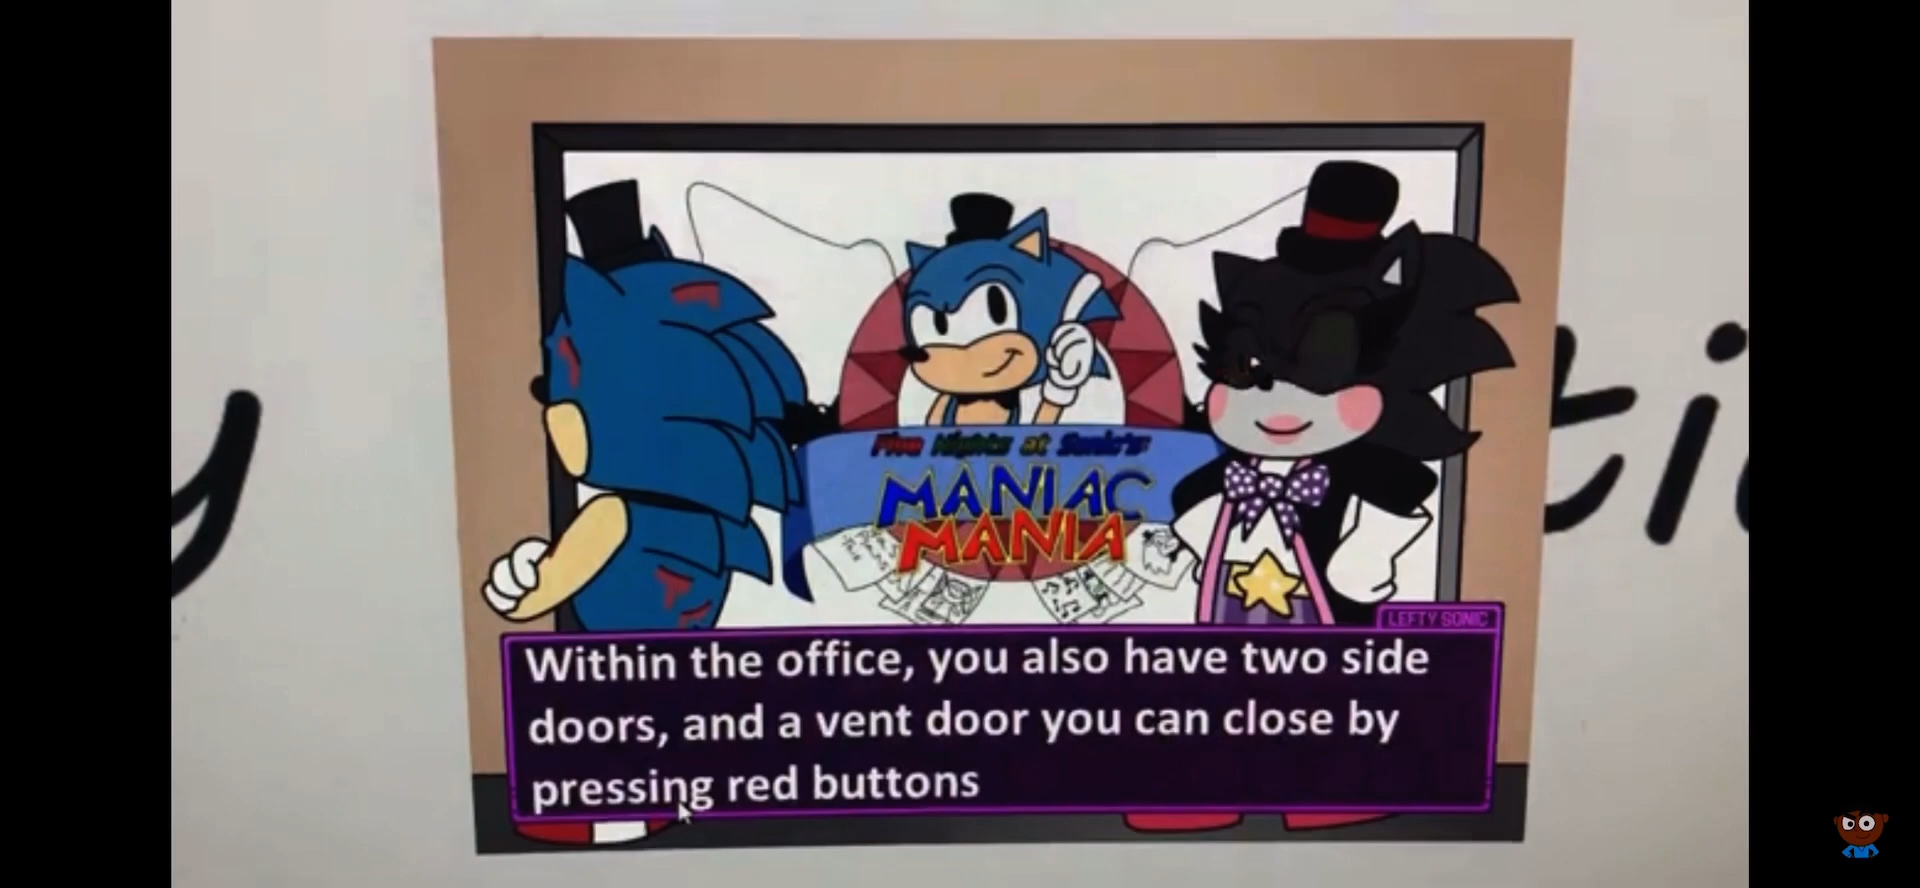 Five Nights at Sonic's:
MANIAC
MANIA
LEFTY SONIC
Within the office, you also have two side
doors, and a vent door you can close by
pressing red buttons